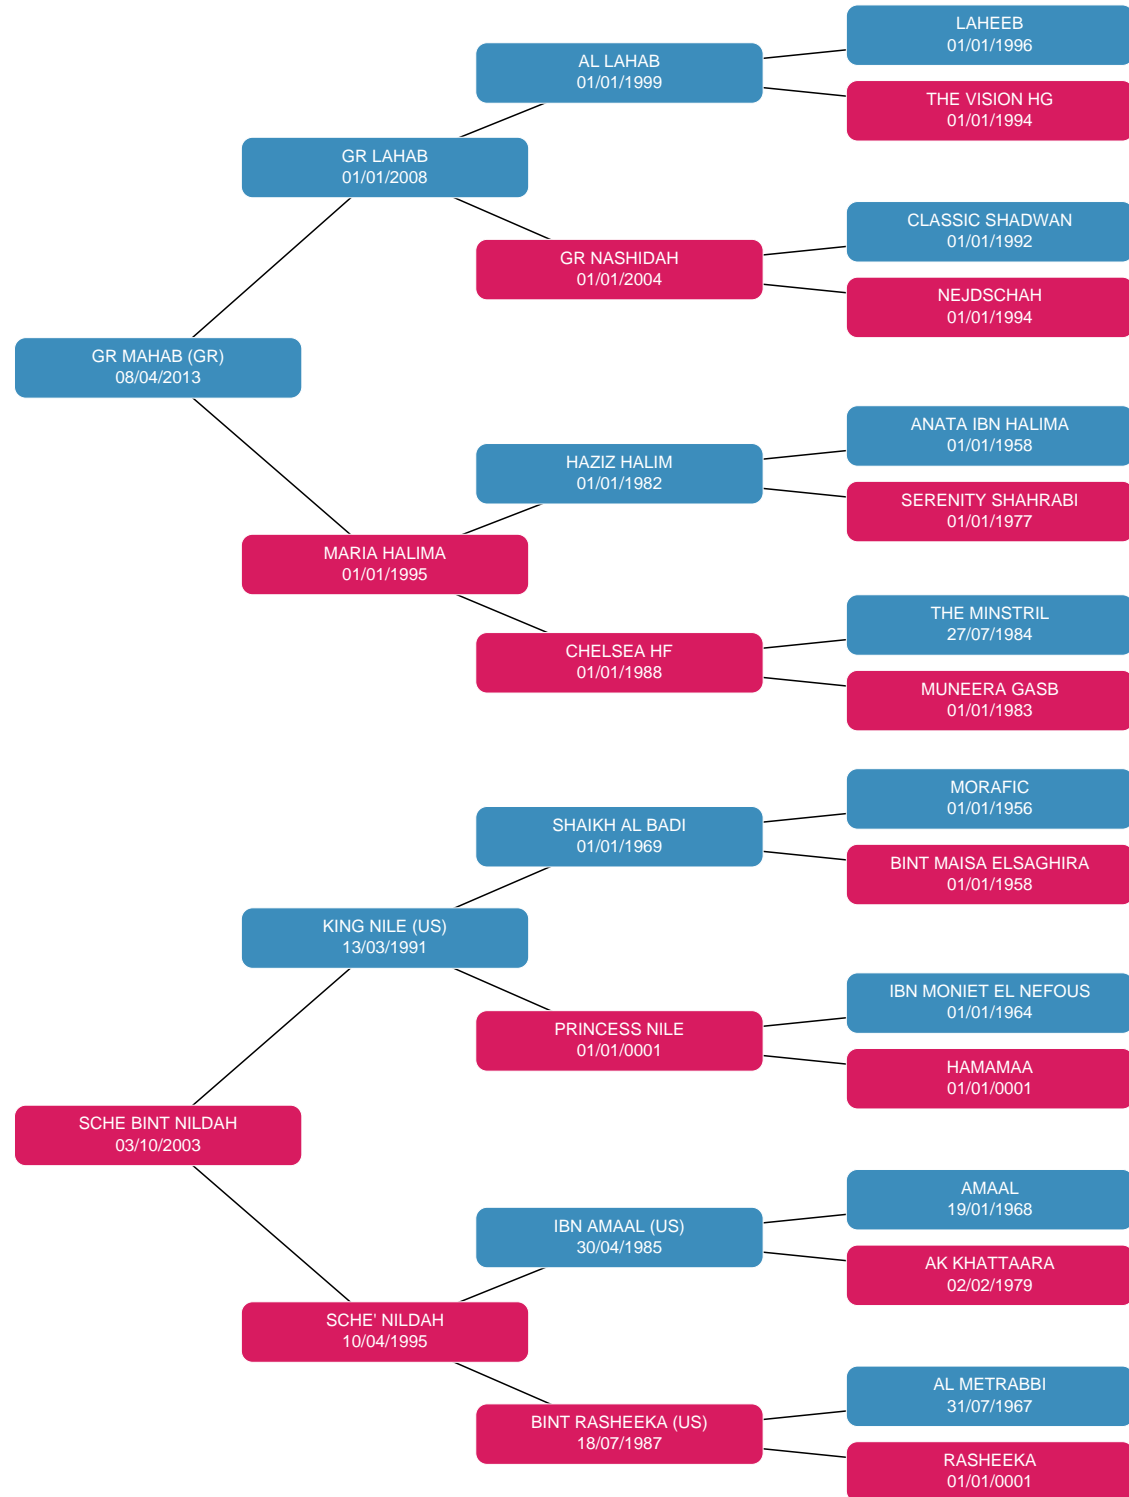 LAHEEB
01/01/1996
AL LAHAB
01/01/1999
THE VISION HG
01/01/1994
GR LAHAB
01/01/2008
CLASSIC SHADWAN
01/01/1992
GR NASHIDAH
01/01/2004
NEJDSCHAH
01/01/1994
GR MAHAB (GR)
08/04/2013
ANATA IBN HALIMA
01/01/1958
HAZIZ HALIM
01/01/1982
SERENITY SHAHRABI
01/01/1977
MARIA HALIMA
01/01/1995
THE MINSTRIL
27/07/1984
CHELSEA HF
01/01/1988
MUNEERA GASB
01/01/1983
MORAFIC
01/01/1956
SHAIKH AL BADI
01/01/1969
BINT MAISA ELSAGHIRA
01/01/1958
KING NILE (US)
13/03/1991
IBN MONIET EL NEFOUS
01/01/1964
PRINCESS NILE
01/01/0001
HAMAMAA
01/01/0001
SCHE BINT NILDAH
03/10/2003
AMAAL
19/01/1968
IBN AMAAL (US)
30/04/1985
AK KHATTAARA
02/02/1979
SCHE' NILDAH
10/04/1995
AL METRABBI
31/07/1967
BINT RASHEEKA (US)
18/07/1987
RASHEEKA
01/01/0001